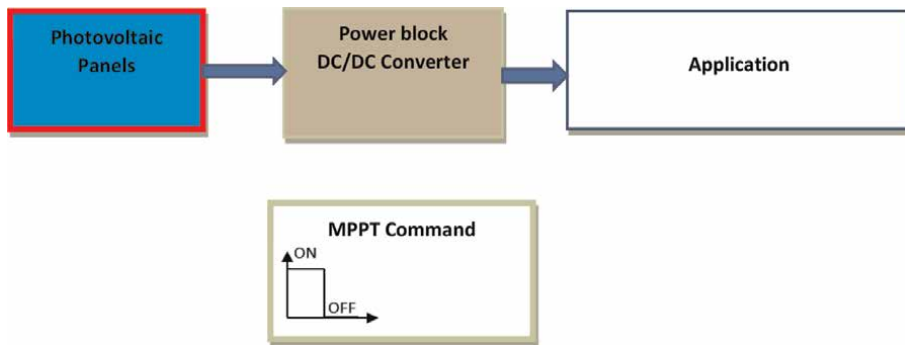 Photovoltaic
Panels
Power block
DC/DC Converter
Application
MPPT Command
ON
OFF